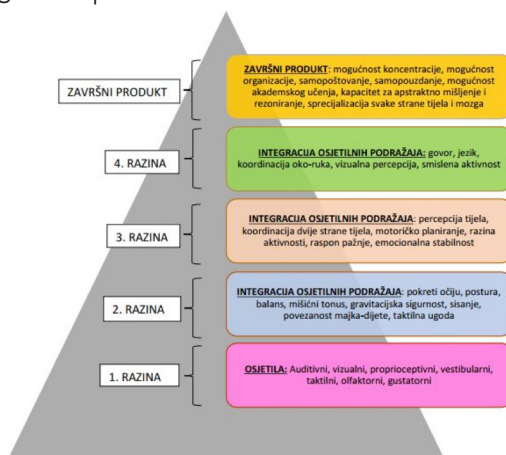 ZAVRŠNI PRODUKT
ZAVRŠNI PRODUKT: mogućnost koncentracije, mogućnost
organizacije, samopoštovanje, samopouzdanje, mogućnost
akademskog učenja, kapacitet za apstraktno mišljenje i
rezoniranje, sprecijalizacija svake strane tijela i mozga
4. RAZINA
INTEGRACIJA OSJETILNIH PODRAŽAJA: govor, jezik,
koordinacija oko-ruka, vizualna percepcija, smislena aktivnost
3. RAZINA
INTEGRACIJA OSJETILNIH PODRAŽAJA: percepcija tijela,
koordinacija dvije strane tijela, motoričko planiranje, razina
aktivnosti, raspon pažnje, emocionalna stabilnost
2. RAZINA
INTEGRACIJA OSJETILNIH PODRAŽAJA: pokreti očiju, postura,
balans, mišićni tonus, gravitacijska sigurnost, sisanje,
povezanost majka-dijete, taktilna ugoda
1. RAZINA
OSJETILA: Auditivni, vizualni, proprioceptivni, vestibularni,
taktilni, olfaktorni, gustatorni